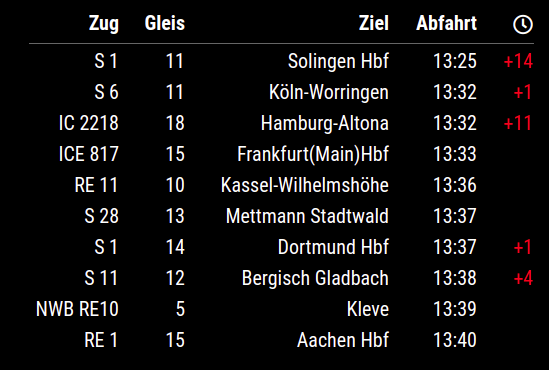 Zug Gleis Ziel Abfahrt
S 1 11 Solingen Hbf 13:25 +14
S 6 11 Köln-Worringen 13:32 +1
IC 2218 18 Hamburg-Altona 13:32 +11
ICE 817 15 Frankfurt(Main)Hbf 13:33
RE 11 10 Kassel-Wilhelmshöhe 13:36
S 28 13 Mettmann Stadtwald 13:37
S 1 14 Dortmund Hbf 13:37 +1
S 11 12 Bergisch Gladbach 13:38 +4
NWB RE10 5 Kleve 13:39
RE 1 15 Aachen Hbf 13:40